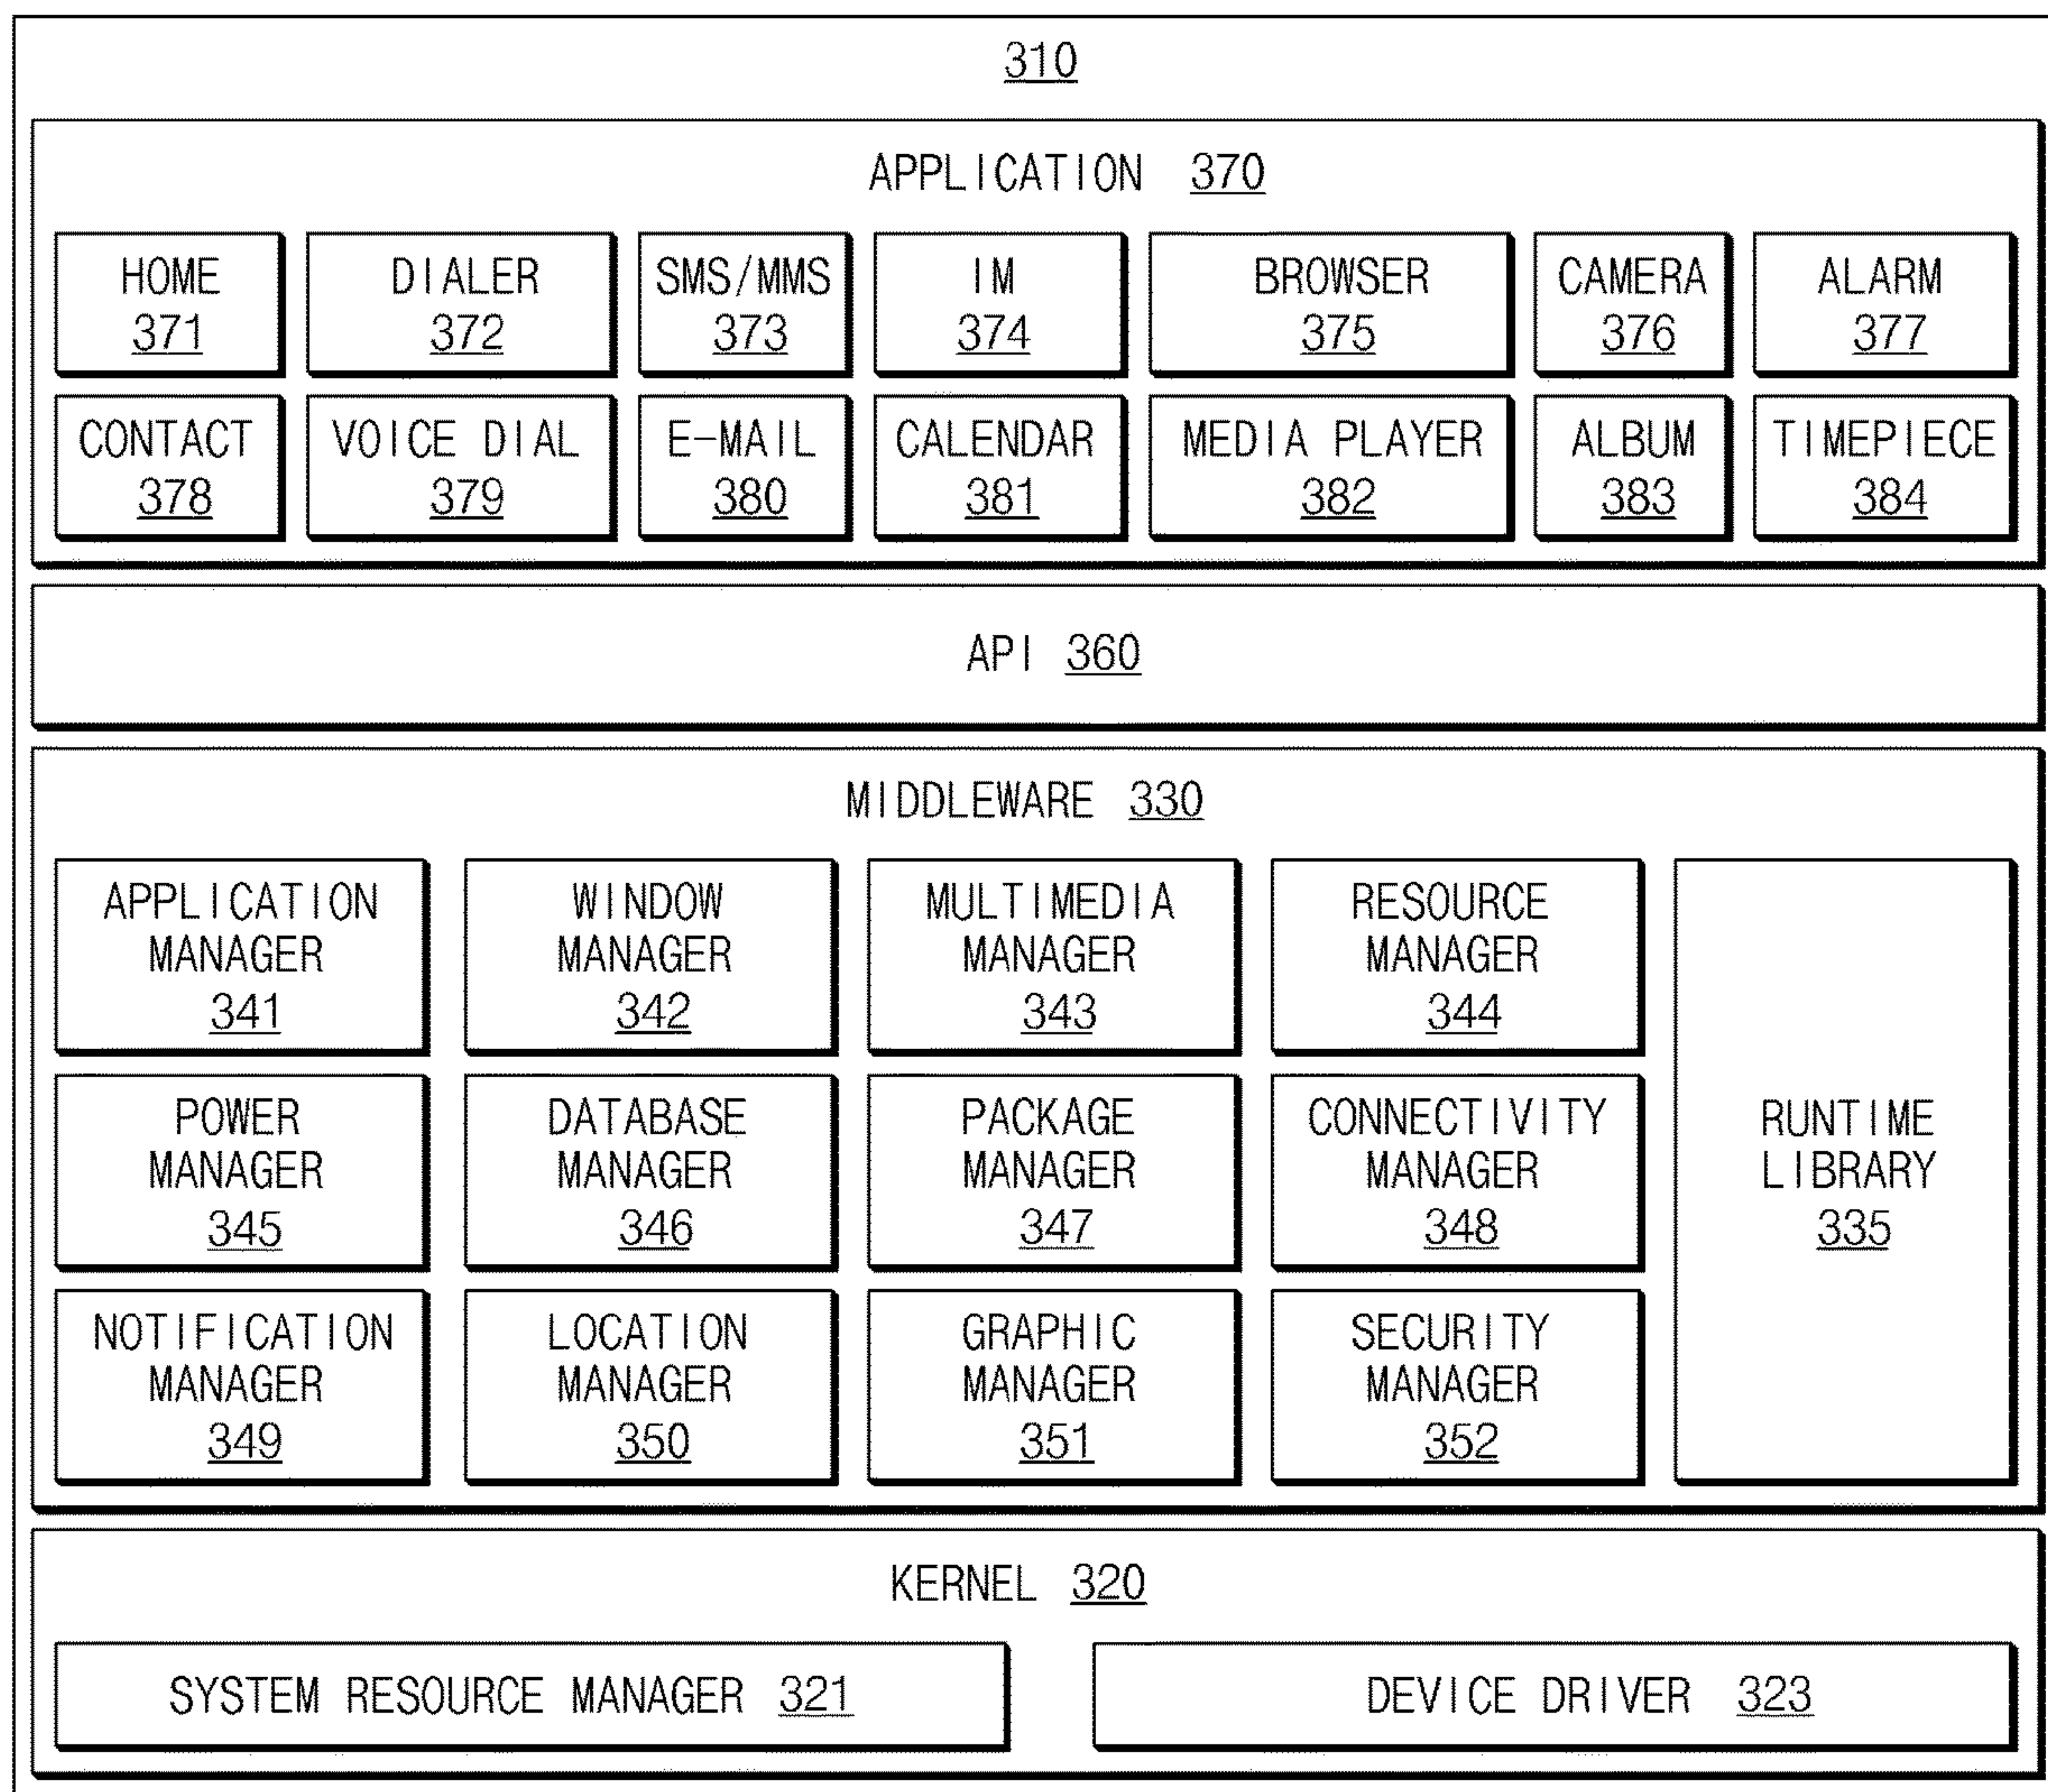 310
APPLICATION 370
HOME
371
DIALER
372
SMS/MMS
373
IM
374
BROWSER
375
CAMERA
376
ALARM
377
CONTACT
378
VOICE DIAL
379
E-MAIL
380
CALENDAR
381
MEDIA PLAYER
382
ALBUM
383
TIMEPIECE
384
API 360
MIDDLEWARE 330
APPLICATION
MANAGER
341
WINDOW
MANAGER
342
MULTIMEDIA
MANAGER
343
RESOURCE
MANAGER
344
POWER
MANAGER
345
DATABASE
MANAGER
346
PACKAGE
MANAGER
347
CONNECTIVITY
MANAGER
348
NOTIFICATION
MANAGER
349
LOCATION
MANAGER
350
GRAPHIC
MANAGER
351
SECURITY
MANAGER
352
RUNTIME
LIBRARY
335
KERNEL 320
SYSTEM RESOURCE MANAGER 321
DEVICE DRIVER 323